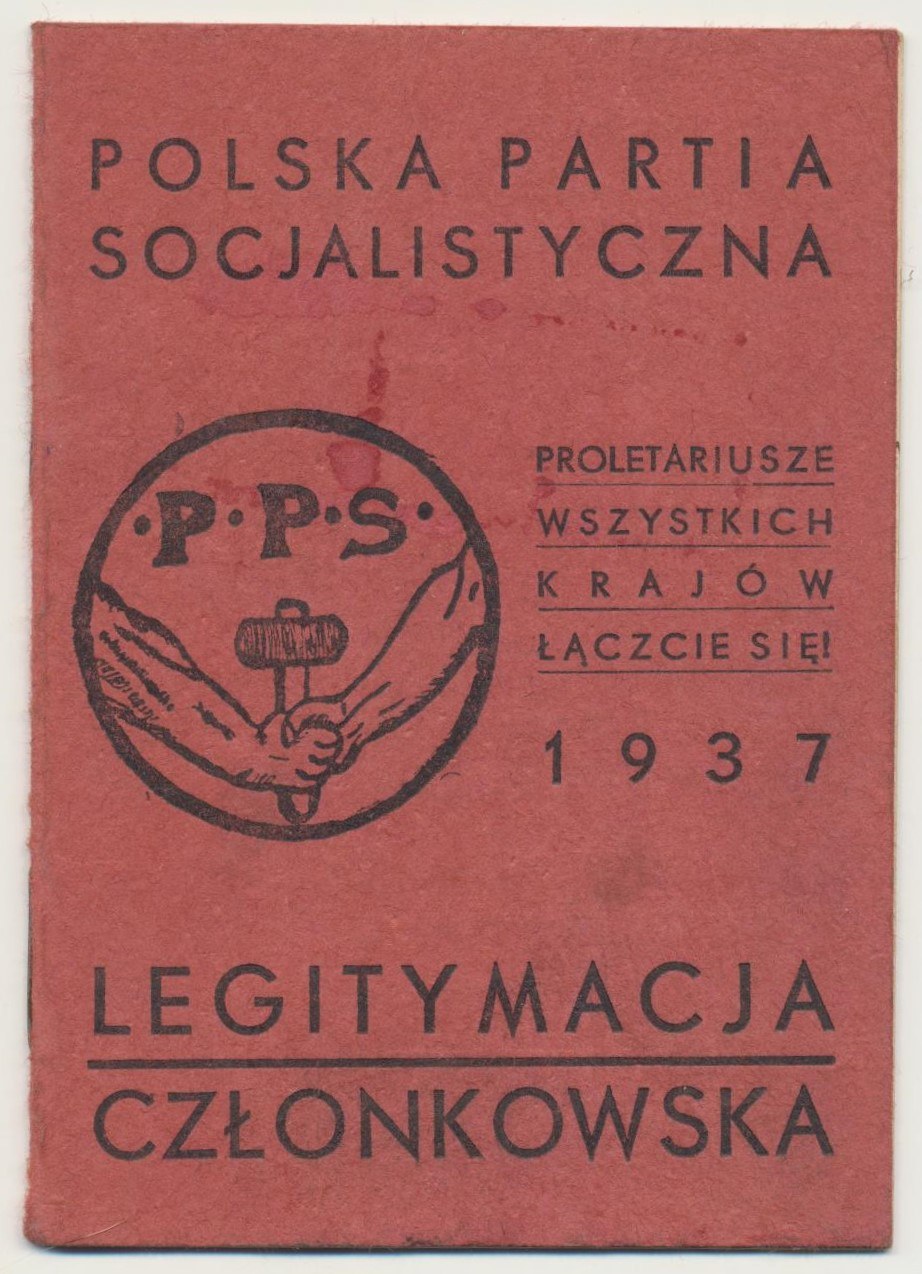 POLSKA PARTIA
SOCJALISTYCZNA
·P·P·S·
PROLETARIUSZE
WSZYSTKICH
KRAJÓW
ŁĄCZCIE SIĘ!
1937
LEGITYMACJA
CZŁONKOWSKA